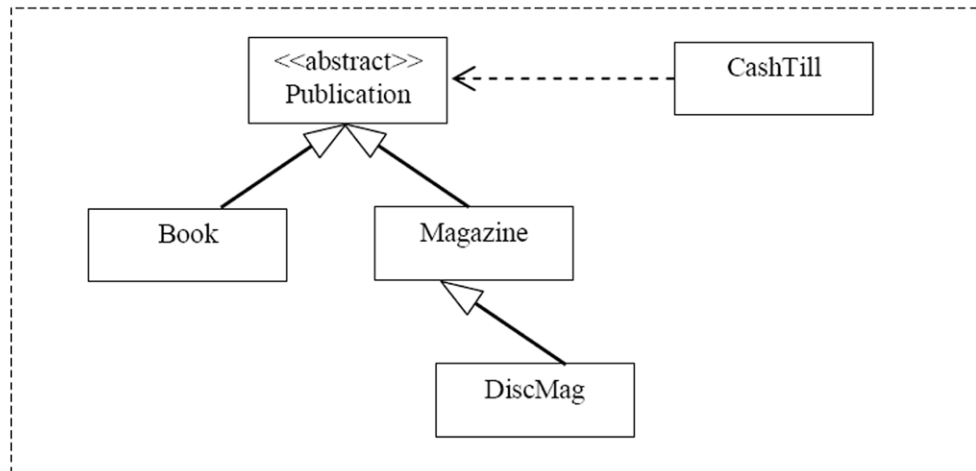 <<abstract>>
Publication
CashTill
Book
Magazine
DiscMag